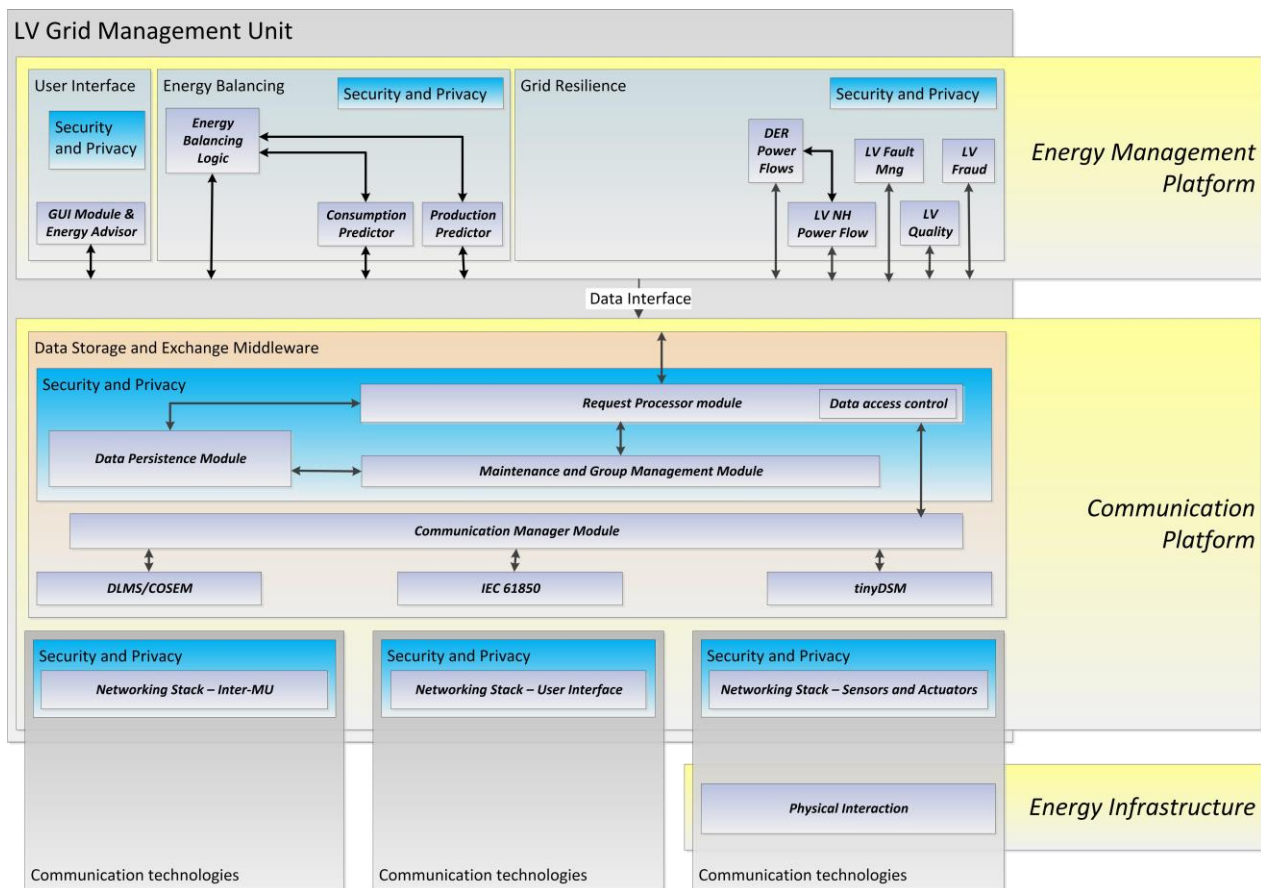 LV Grid Management Unit
User Interface
Security
and Privacy
GUI Module &
Energy Advisor
Energy Balancing
Security and Privacy
Energy
Balancing
Logic
Consumption
Predictor
Production
Predictor
Grid Resilience
Security and Privacy
DER
Power
Flows
LV Fault
Mng
LV
Fraud
LV NH
Power Flow
LV
Quality
Energy Management
Platform
Data Interface
Data Storage and Exchange Middleware
Security and Privacy
Request Processor module
Data access control
Data Persistence Module
Maintenance and Group Management Module
Communication Manager Module
DLMS/COSEM
IEC 61850
tinyDSM
Communication
Platform
Security and Privacy
Networking Stack – Inter-MU
Security and Privacy
Networking Stack – User Interface
Security and Privacy
Networking Stack – Sensors and Actuators
Physical Interaction
Energy Infrastructure
Communication technologies
Communication technologies
Communication technologies